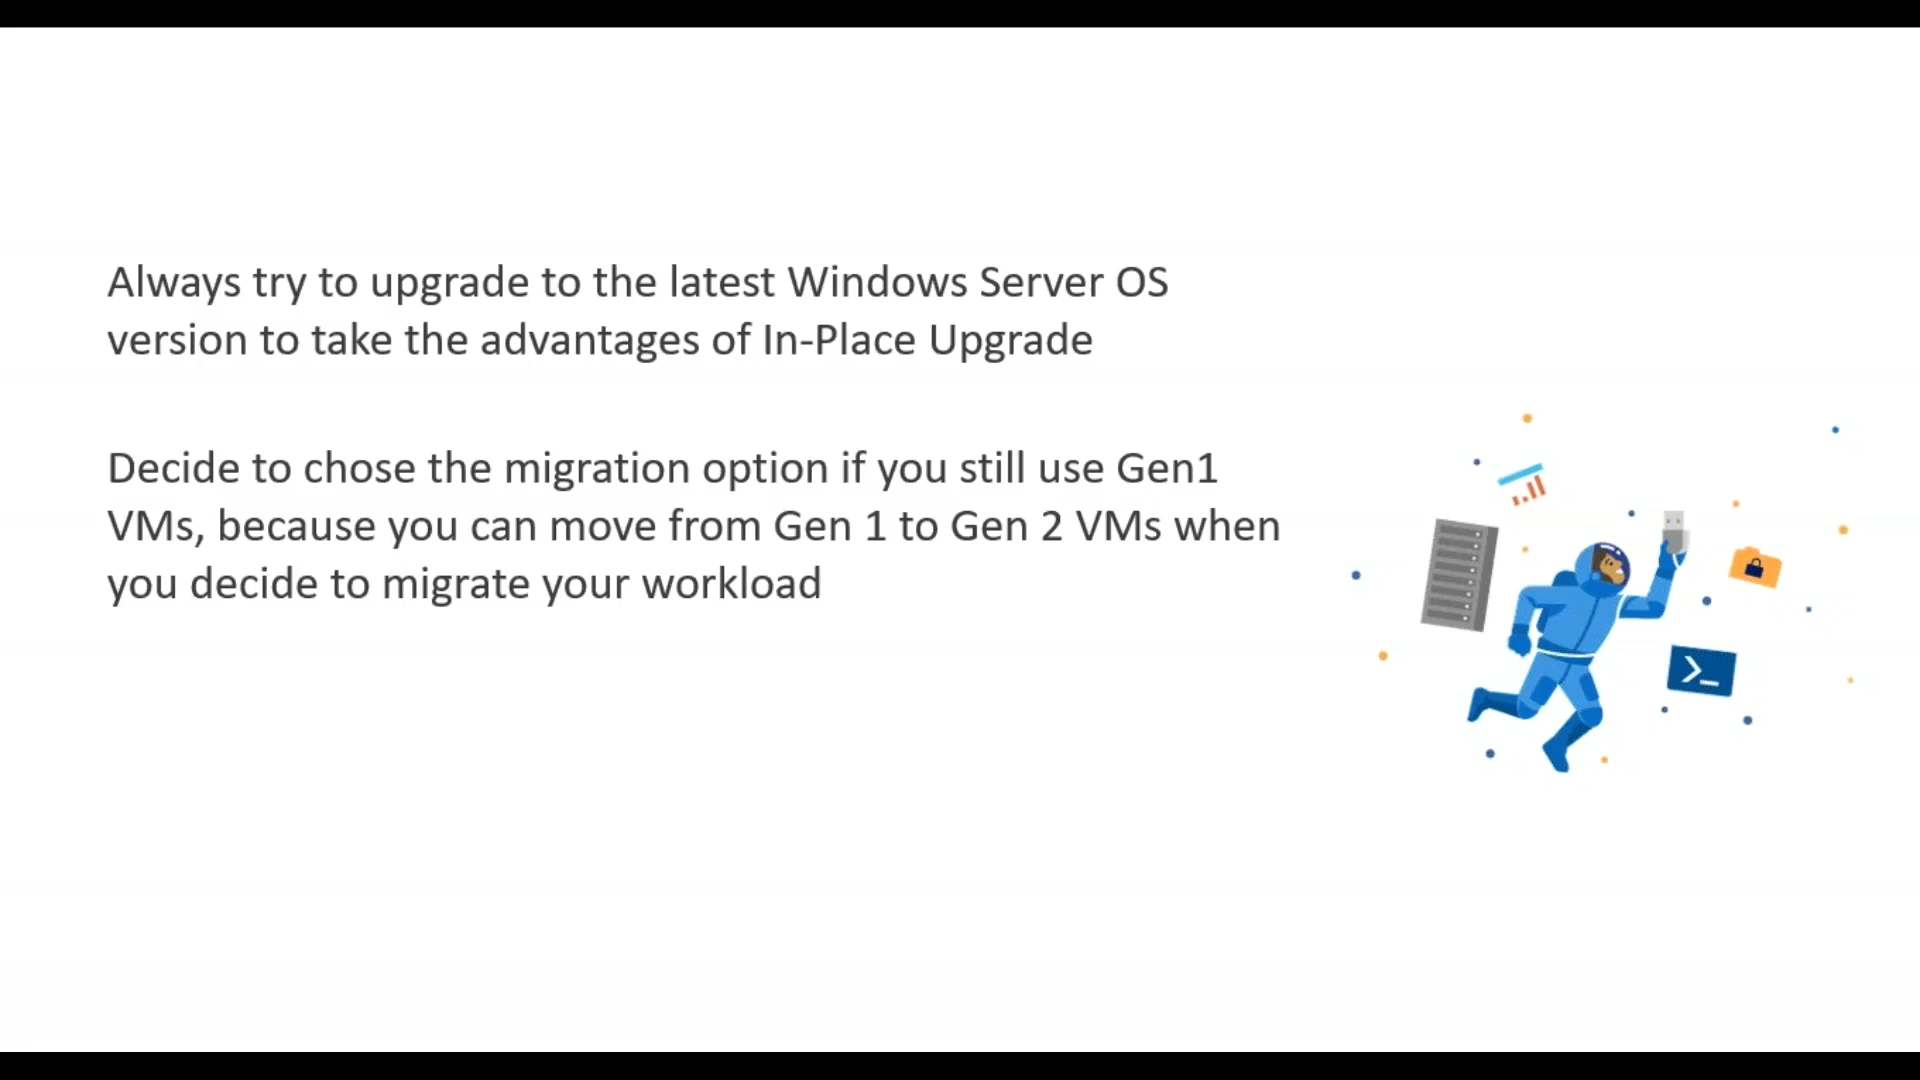 Always try to upgrade to the latest Windows Server OS
version to take the advantages of In-Place Upgrade
Decide to chose the migration option if you still use Gen1
VMs, because you can move from Gen 1 to Gen 2 VMs when
you decide to migrate your workload